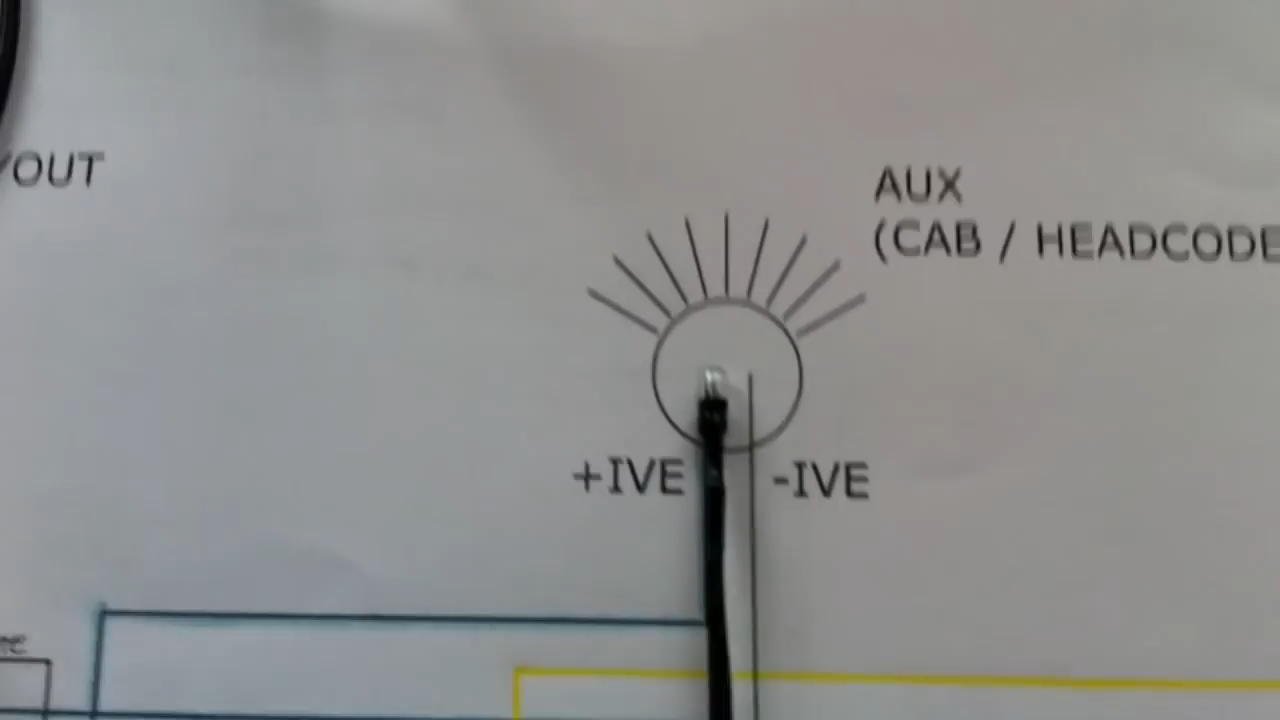 /OUT
AUX
(CAB / HEADCODE
+IVE
-IVE